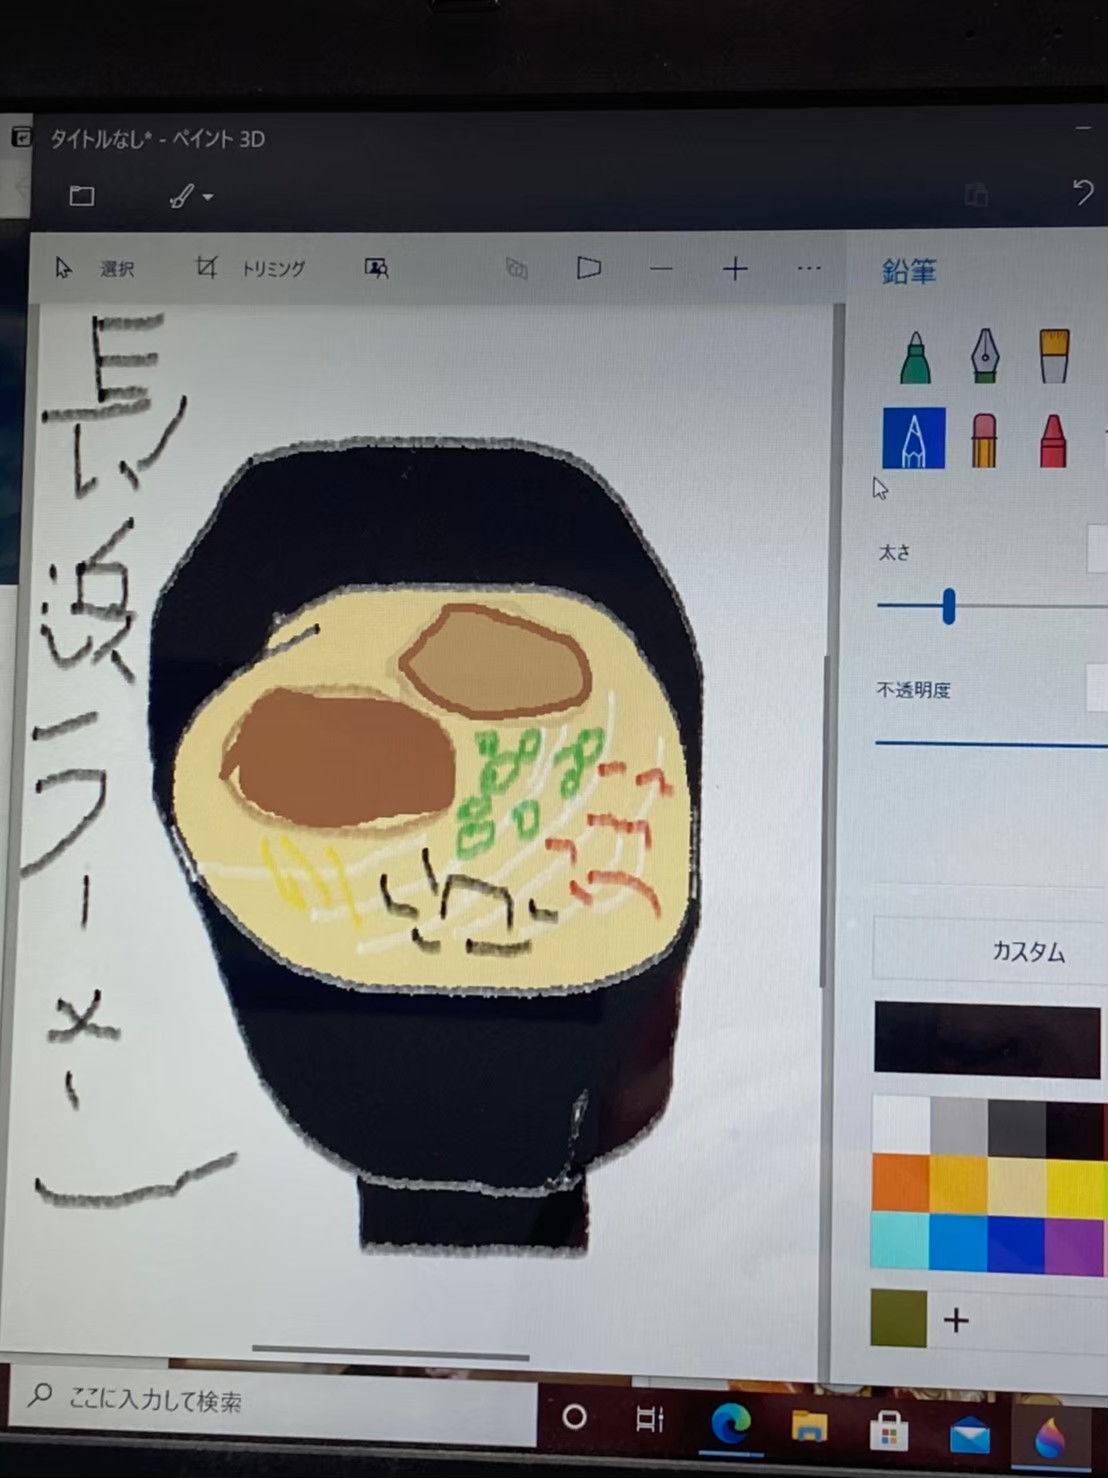 タイトルなし* - ペイント 3D
選択
トリミング
鉛筆
太さ
不透明度
カスタム
長浜ラーメン
ここに入力して検索